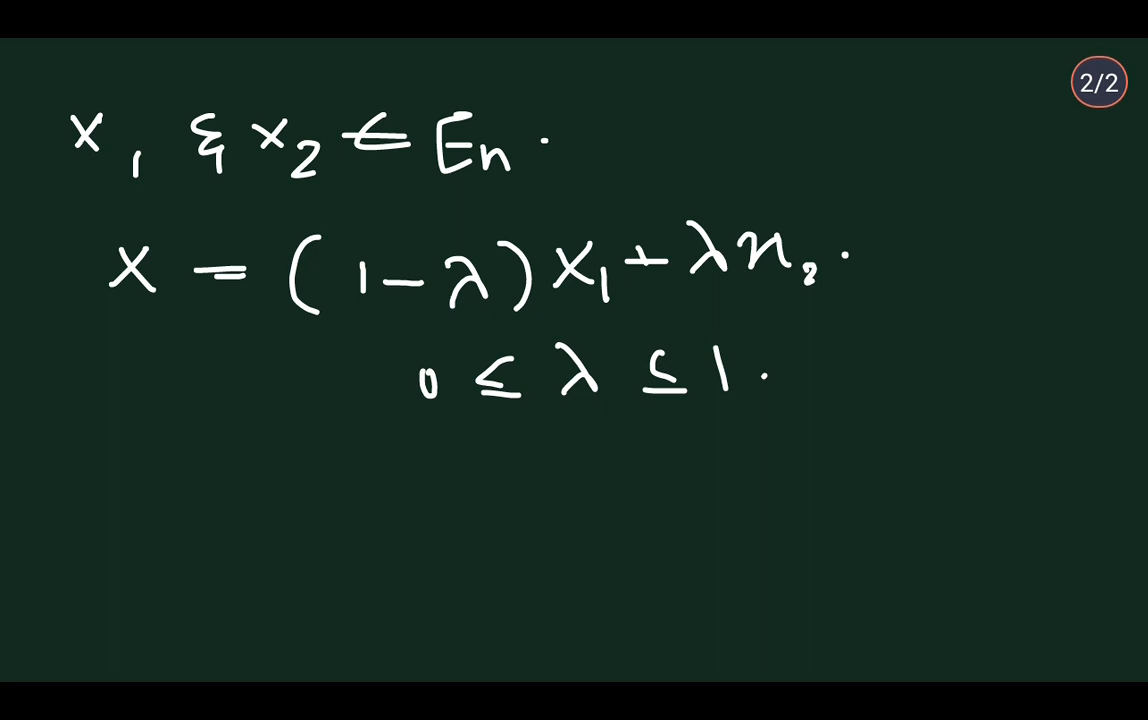 2/2
x₁ & x₂ ∈ Eₙ.
x = (1-λ)x₁ + λx₂.
0 ≤ λ ≤ 1.